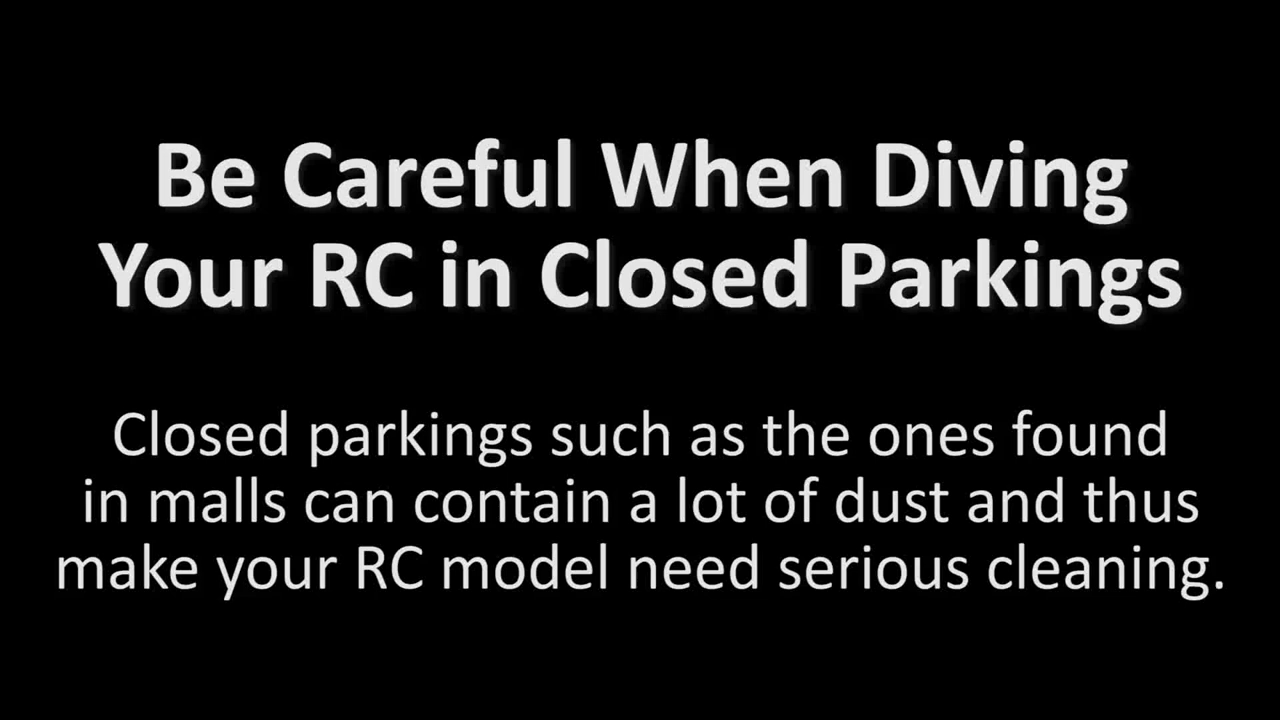 Be Careful When Diving
Your RC in Closed Parkings
Closed parkings such as the ones found
in malls can contain a lot of dust and thus
make your RC model need serious cleaning.